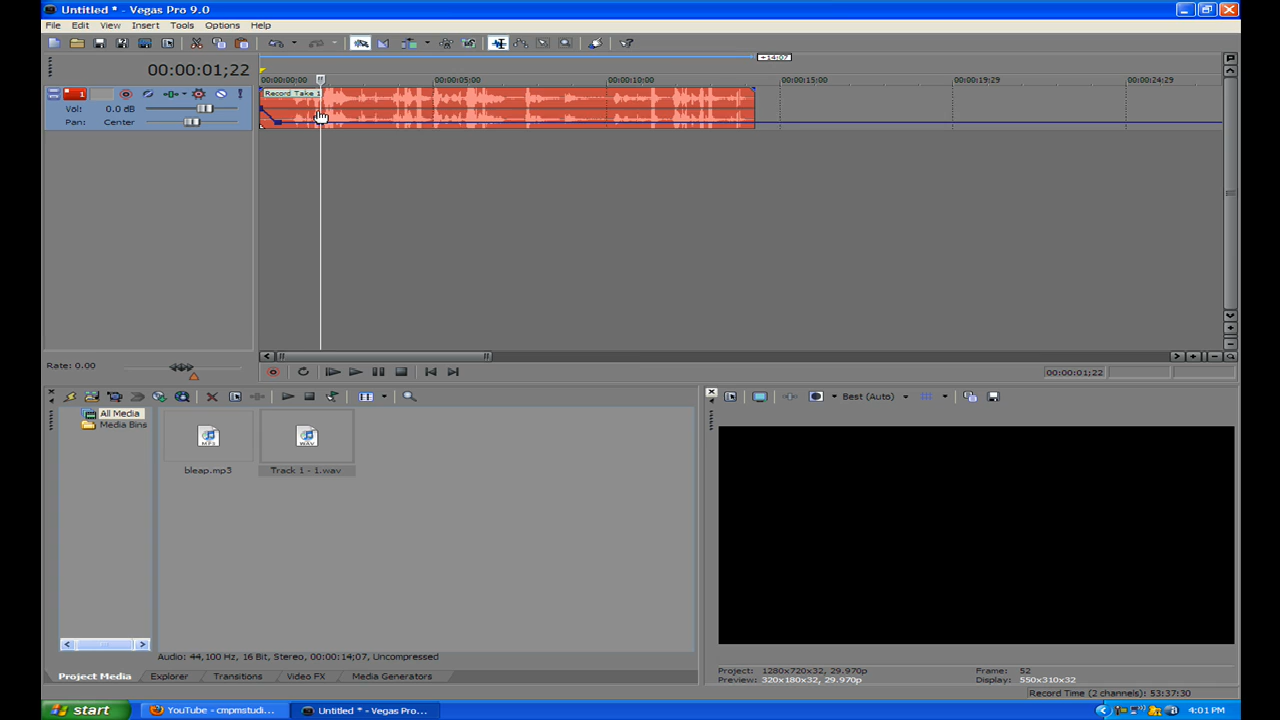 Untitled * - Vegas Pro 9.0
File Edit View Insert Tools Options Help
00:00:01;22
+14:07
00:00:00:00 00:00:05:00 00:00:10:00 00:00:15:00 00:00:19:29 00:00:24:29
1
Record Take 1
Vol: 0.0 dB
Pan: Center
Rate: 0.00
00:00:01;22
All Media
Media Bins
MP3
WAV
bleap.mp3
Track 1 - 1.wav
Best (Auto)
Audio: 44,100 Hz, 16 Bit, Stereo, 00:00:14;07, Uncompressed
Project Media Explorer Transitions Video FX Media Generators
Project: 1280x720x32, 29.970p
Preview: 320x180x32, 29.970p
Frame: 52
Display: 550x310x32
Record Time (2 channels): 53:37:30
start
YouTube - cmpmstudi...
Untitled * - Vegas Pro...
4:01 PM